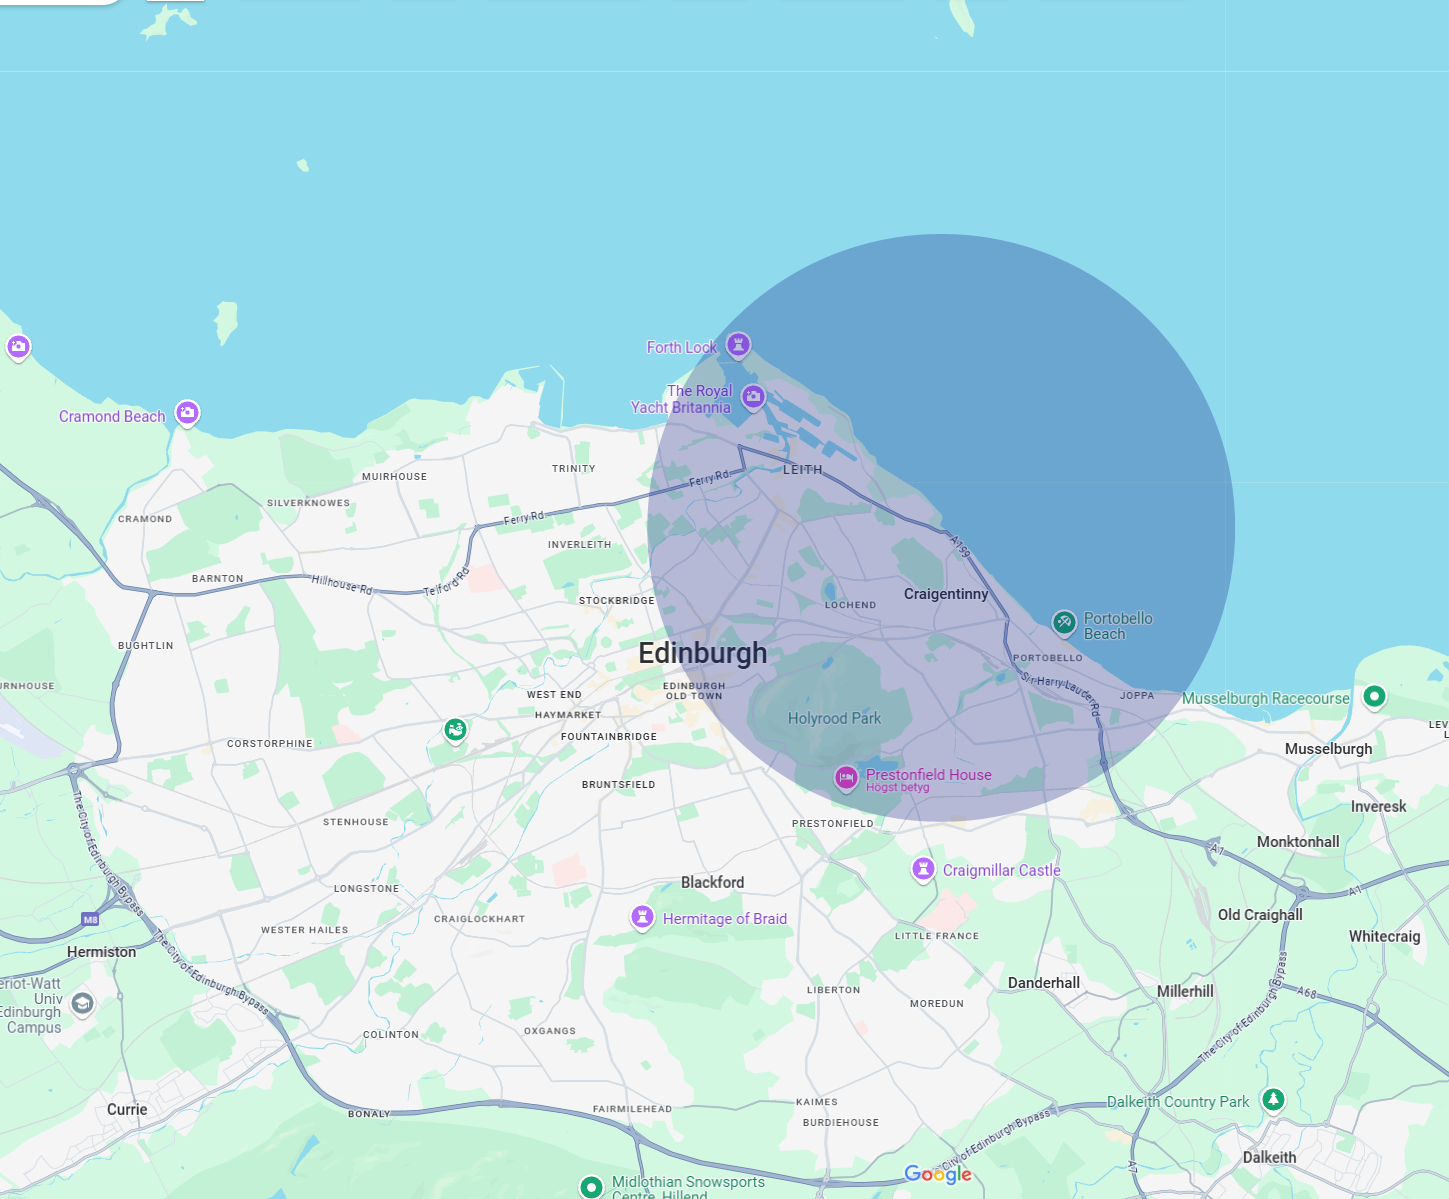 Forth Lock
The Royal
Yacht Britannia
Cramond Beach
TRINITY
LEITH
MUIRHOUSE
Ferry Rd.
SILVERKNOWES
CRAMOND
Ferry Rd
A199
INVERLEITH
BARNTON
Hillhouse Rd
Telford Rd
STOCKBRIDGE
LOCHEND
Craigentinny
Portobello
Beach
BUGHTLIN
Edinburgh
PORTOBELLO
URNHOUSE
EDINBURGH
OLD TOWN
WEST END
Sir Harry Lauder Rd
JOPPA
Musselburgh Racecourse
HAYMARKET
Holyrood Park
LEV
L
FOUNTAINBRIDGE
CORSTORPHINE
Musselburgh
Prestonfield House
Högst betyg
BRUNTSFIELD
The City of Edinburgh Bypass
Inveresk
STENHOUSE
PRESTONFIELD
Monktonhall
A1
Craigmillar Castle
Blackford
LONGSTONE
A1
M8
CRAIGLOCKHART
Hermitage of Braid
Old Craighall
WESTER HAILES
LITTLE FRANCE
Whitecraig
Hermiston
The City of Edinburgh Bypass
eriot-Watt
Univ
Edinburgh
Campus
Danderhall
LIBERTON
Millerhill
A68
MOREDUN
The City of Edinburgh Bypass
COLINTON
OXGANGS
Currie
BONALY
FAIRMILEHEAD
KAIMES
Dalkeith Country Park
BURDIEHOUSE
City of Edinburgh Bypass
A7
Dalkeith
Google
Midlothian Snowsports
Centre, Hillend